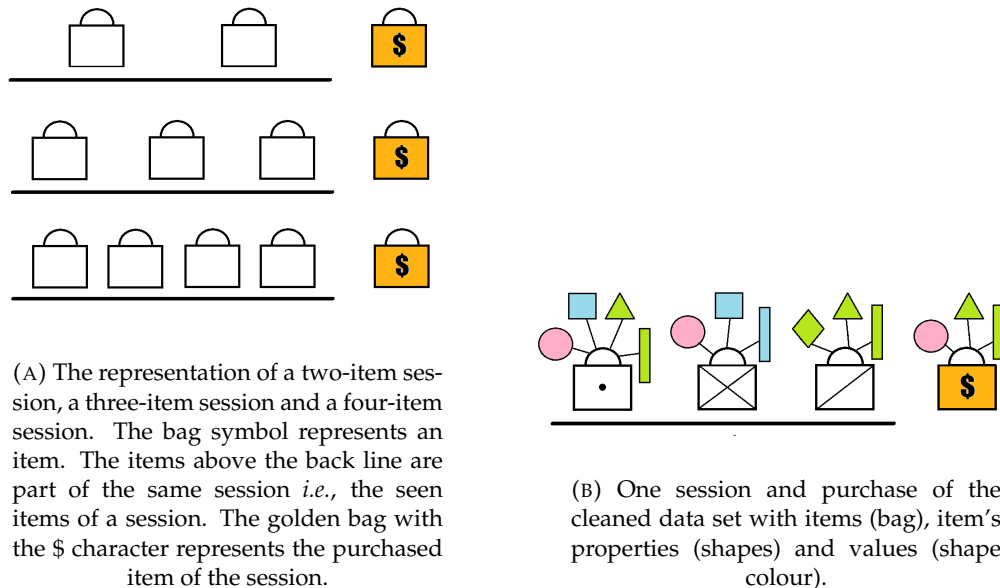 $
$
$
$
(A) The representation of a two-item ses-
sion, a three-item session and a four-item
session. The bag symbol represents an
item. The items above the back line are
part of the same session i.e., the seen
items of a session. The golden bag with
the $ character represents the purchased
item of the session.
(B) One session and purchase of the
cleaned data set with items (bag), item's
properties (shapes) and values (shape
colour).